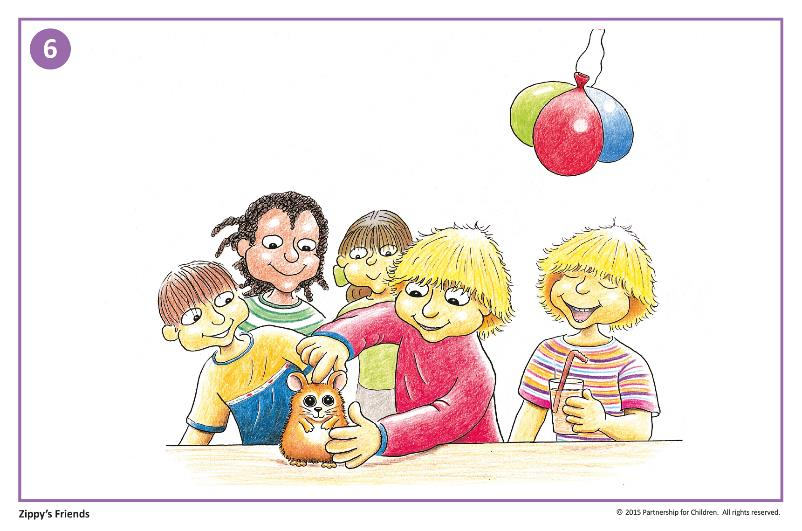 6
Zippy's Friends
© 2015 Partnership for Children. All rights reserved.